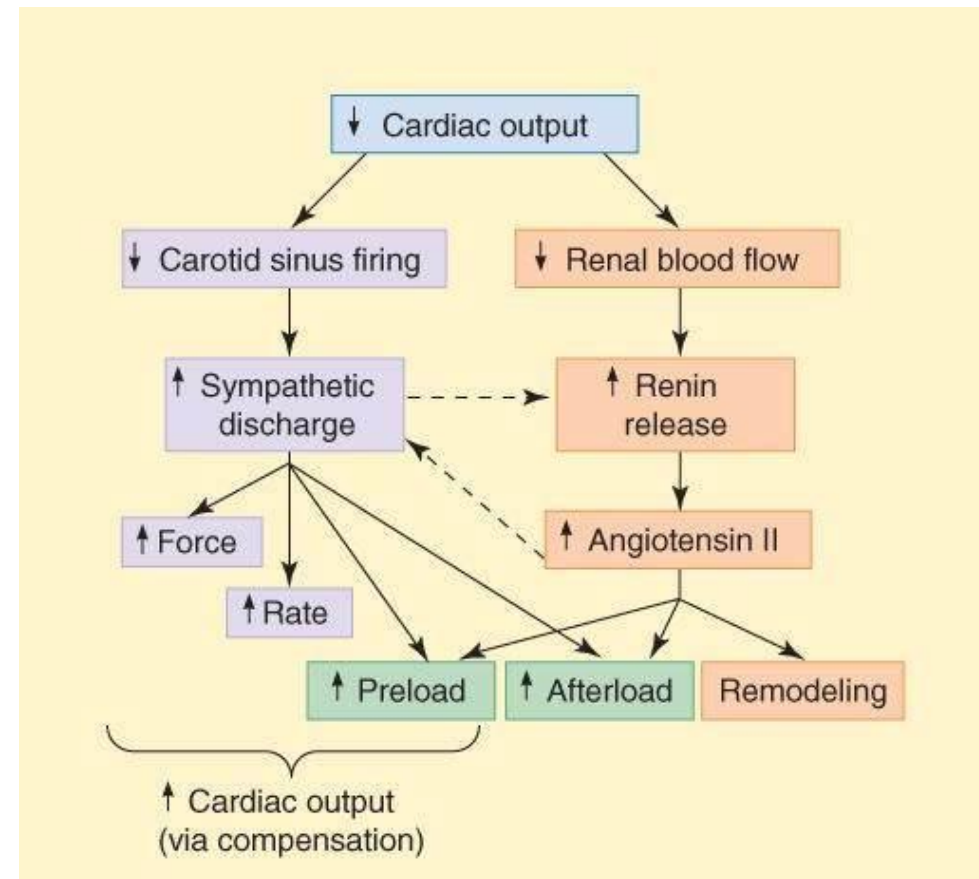 ↓ Cardiac output
↓ Carotid sinus firing
↓ Renal blood flow
↑ Sympathetic
discharge
↑ Renin
release
↑ Force
↑ Angiotensin II
↑ Rate
↑ Preload
↑ Afterload
Remodeling
↑ Cardiac output
(via compensation)